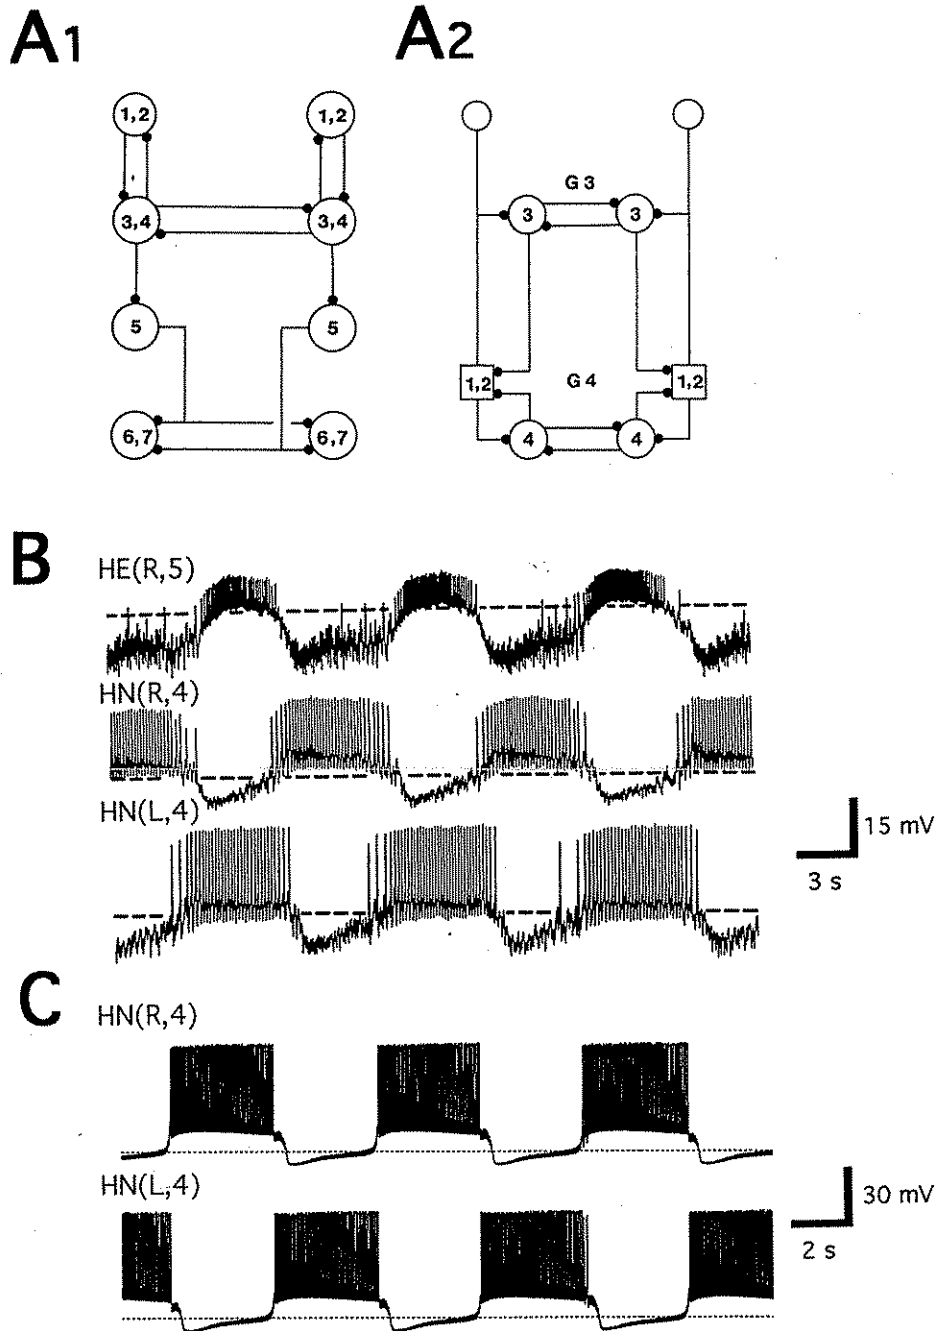 A1
A2
1,2 1,2
G 3
3,4 3,4
3 3
5 5
1,2 G 4 1,2
6,7 6,7
4 4
B
HE(R,5)
HN(R,4)
HN(L,4)
15 mV
3 s
C
HN(R,4)
HN(L,4)
30 mV
2 s